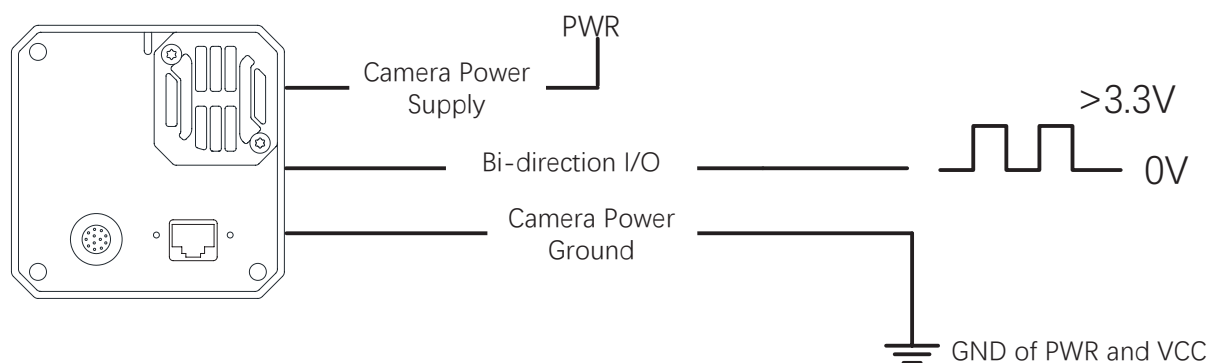 PWR
Camera Power
Supply
>3.3V
Bi-direction I/O
0V
Camera Power
Ground
GND of PWR and VCC